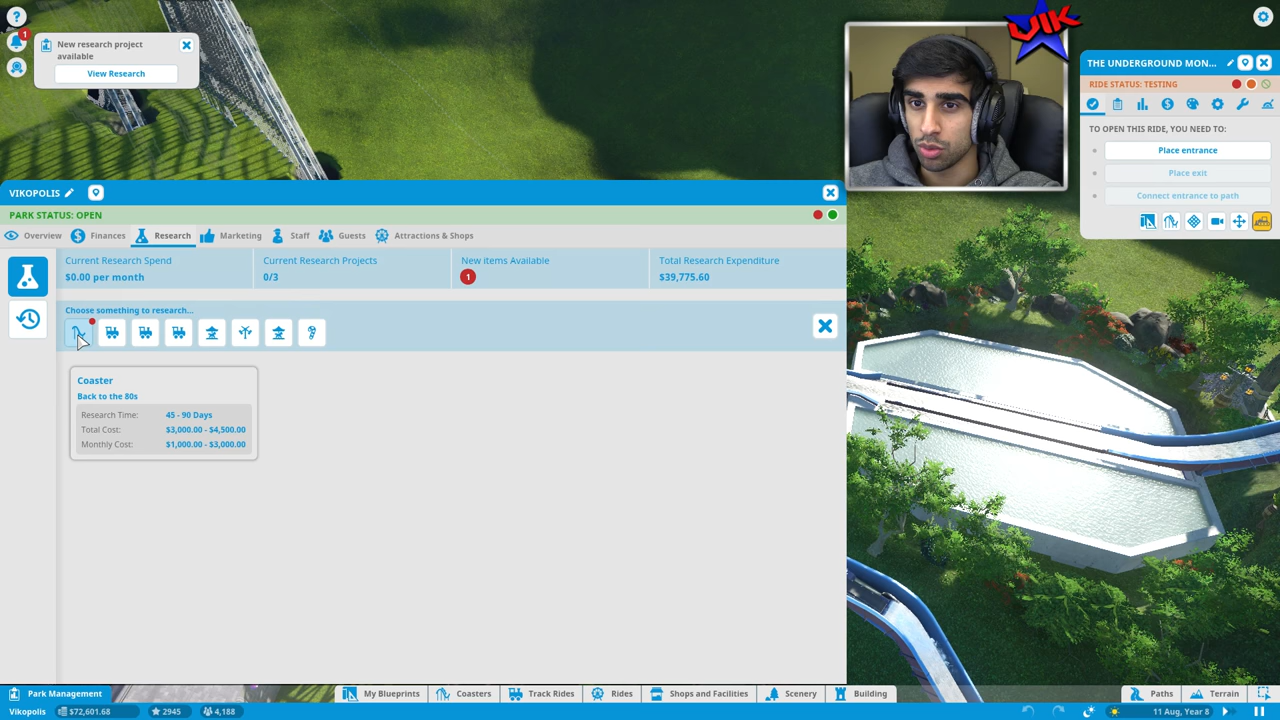 ?
1
New research project
available
View Research
VIK
THE UNDERGROUND MON...
RIDE STATUS: TESTING
TO OPEN THIS RIDE, YOU NEED TO:
Place entrance
Place exit
Connect entrance to path
VIKOPOLIS
PARK STATUS: OPEN
Overview Finances Research Marketing Staff Guests Attractions & Shops
Current Research Spend Current Research Projects New items Available Total Research Expenditure
$0.00 per month 0/3 1 $39,775.60
Choose something to research...
Coaster
Back to the 80s
Research Time: 45 - 90 Days
Total Cost: $3,000.00 - $4,500.00
Monthly Cost: $1,000.00 - $3,000.00
Park Management My Blueprints Coasters Track Rides Rides Shops and Facilities Scenery Building Paths Terrain
Vikopolis $72,601.68 2945 4,188 11 Aug, Year 8